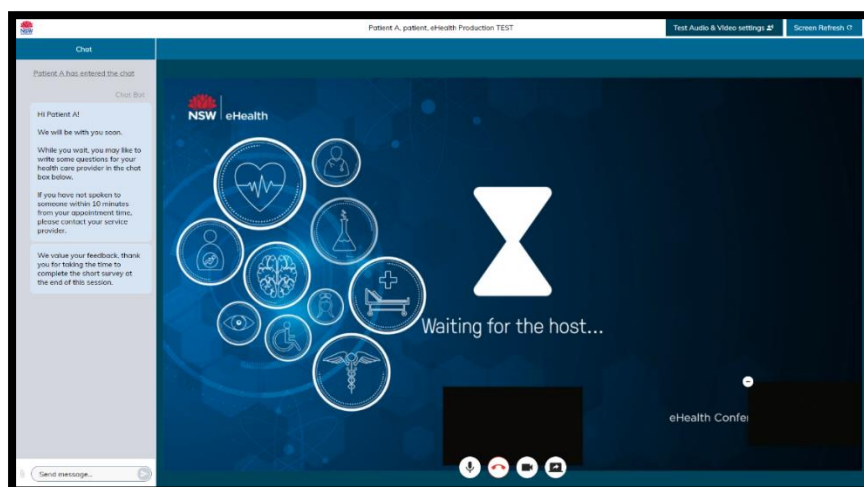 Patient A, patient, eHealth Production TEST
Test Audio & Video settings
Screen Refresh
Chat
Patient A has entered the chat
Chat Bot
Hi Patient A!
We will be with you soon.
While you wait, you may like to
write some questions for your
health care provider in the chat
box below.
If you have not spoken to
someone within 10 minutes
from your appointment time,
please contact your service
provider.
We value your feedback, thank
you for taking the time to
complete the short survey at
the end of this session.
Send message...
NSW eHealth
Waiting for the host...
eHealth Confe